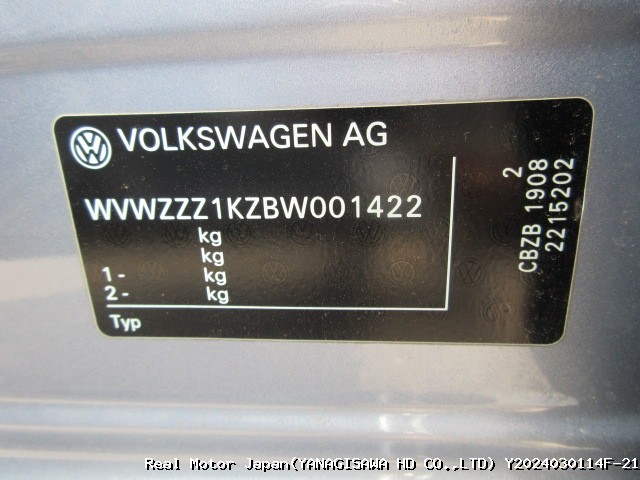 VOLKSWAGEN AG
WVWZZZ1KZBW001422
kg
kg
1- kg
2- kg
Typ
2
CBZB 1908
2215202
Real Motor Japan(YANAGISAWA HD CO.,LTD) Y2024030114F-21